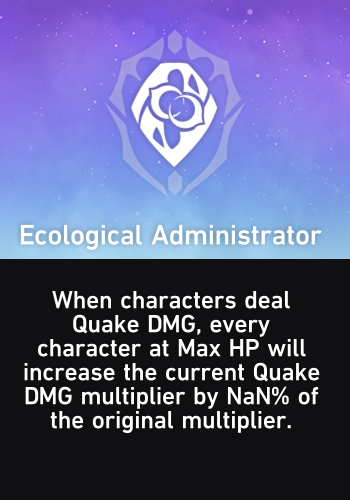 Ecological Administrator
When characters deal
Quake DMG, every
character at Max HP will
increase the current Quake
DMG multiplier by NaN% of
the original multiplier.